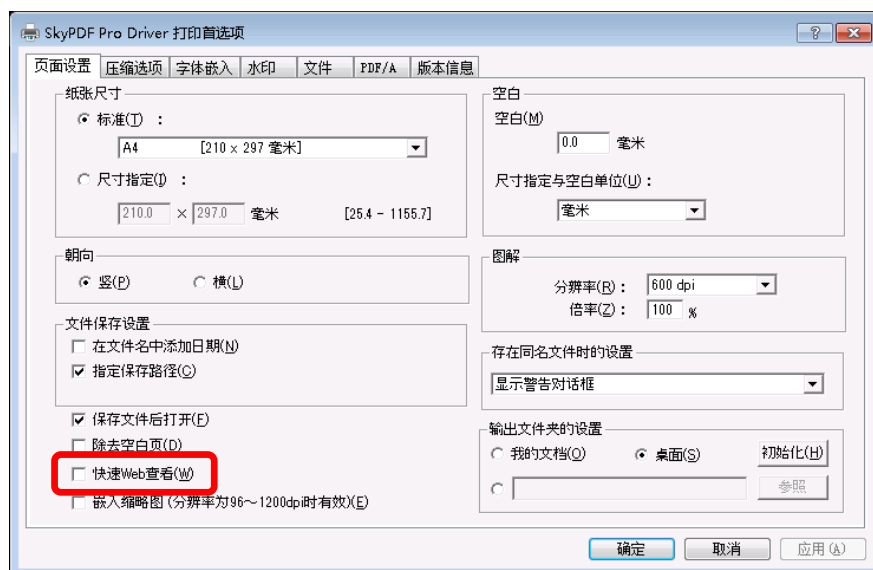 SkyPDF Pro Driver 打印首选项
页面设置 压缩选项 字体嵌入 水印 文件 PDF/A 版本信息
纸张尺寸
标准(T) :
A4 [210 x 297 毫米]
尺寸指定(I) :
210.0 × 297.0 毫米 [25.4 - 1155.7]
朝向
竖(P) 横(L)
文件保存设置
在文件名中添加日期(N)
指定保存路径(C)
保存文件后打开(F)
除去空白页(D)
快速Web查看(W)
嵌入缩略图(分辨率为96～1200dpi时有效)(E)
空白
空白(M)
0.0 毫米
尺寸指定与空白单位(U):
毫米
图解
分辨率(R): 600 dpi
倍率(Z): 100 %
存在同名文件时的设置
显示警告对话框
输出文件夹的设置
我的文档(O) 桌面(S) 初始化(H)
参照
确定 取消 应用(A)